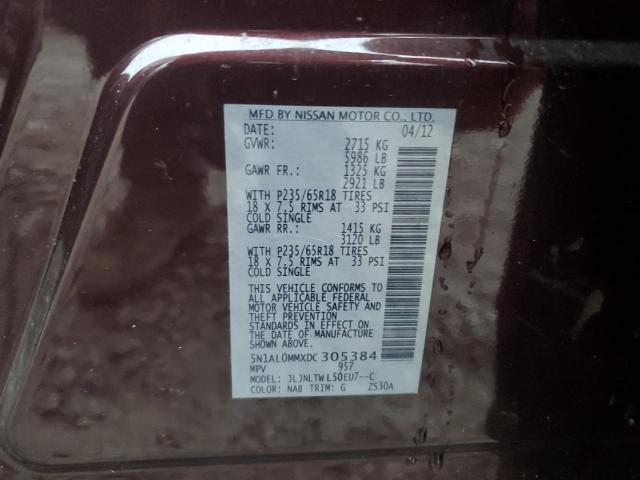 MFD BY NISSAN MOTOR CO., LTD.
DATE: 04/12
GVWR: 2715 KG
5986 LB
GAWR FR.: 1325 KG
2921 LB
WITH P235/65R18 TIRES
18 X 7.5 RIMS AT 33 PSI
COLD SINGLE
GAWR RR.: 1415 KG
3120 LB
WITH P235/65R18 TIRES
18 X 7.5 RIMS AT 33 PSI
COLD SINGLE
THIS VEHICLE CONFORMS TO
ALL APPLICABLE FEDERAL
MOTOR VEHICLE SAFETY AND
THEFT PREVENTION
STANDARDS IN EFFECT ON THE
DATE OF MANUFACTURE
SHOWN ABOVE.
5N1AL0MMXDC305384
MPV 957
MODEL: JLJNLTWL50EU7--C
COLOR: NAB TRIM: G ZS30A